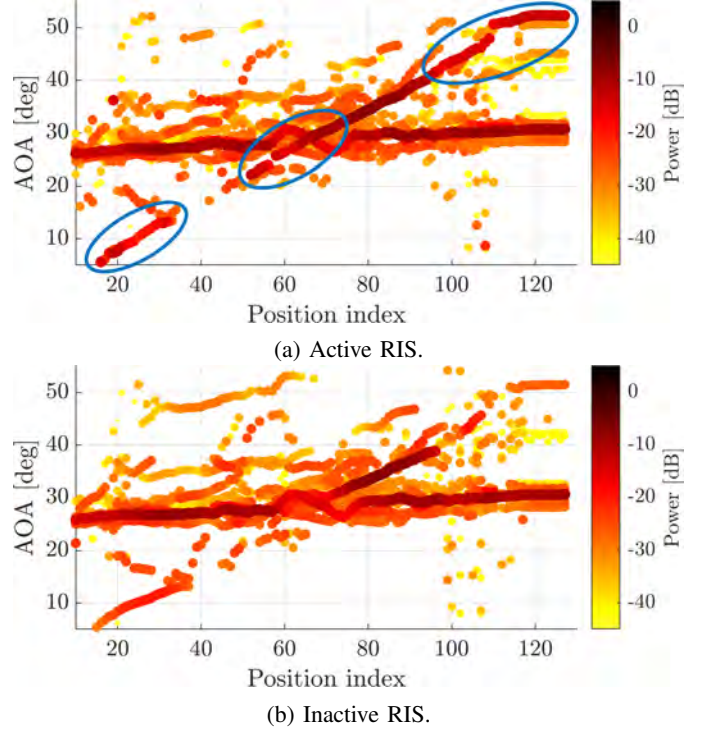 50
40
30
20
10
AOA [deg]
0
-10
-20
-30
-40
Power [dB]
20 40 60 80 100 120
Position index
(a) Active RIS.
50
40
30
20
10
AOA [deg]
0
-10
-20
-30
-40
Power [dB]
20 40 60 80 100 120
Position index
(b) Inactive RIS.